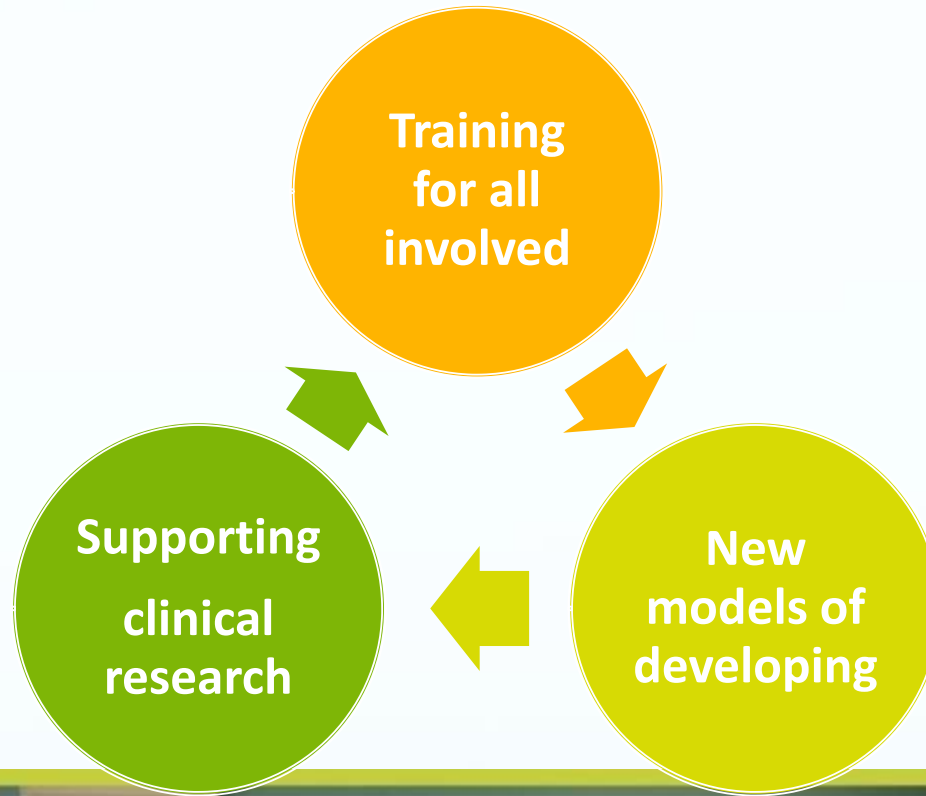 Training
for all
involved
Supporting
clinical
research
New
models of
developing